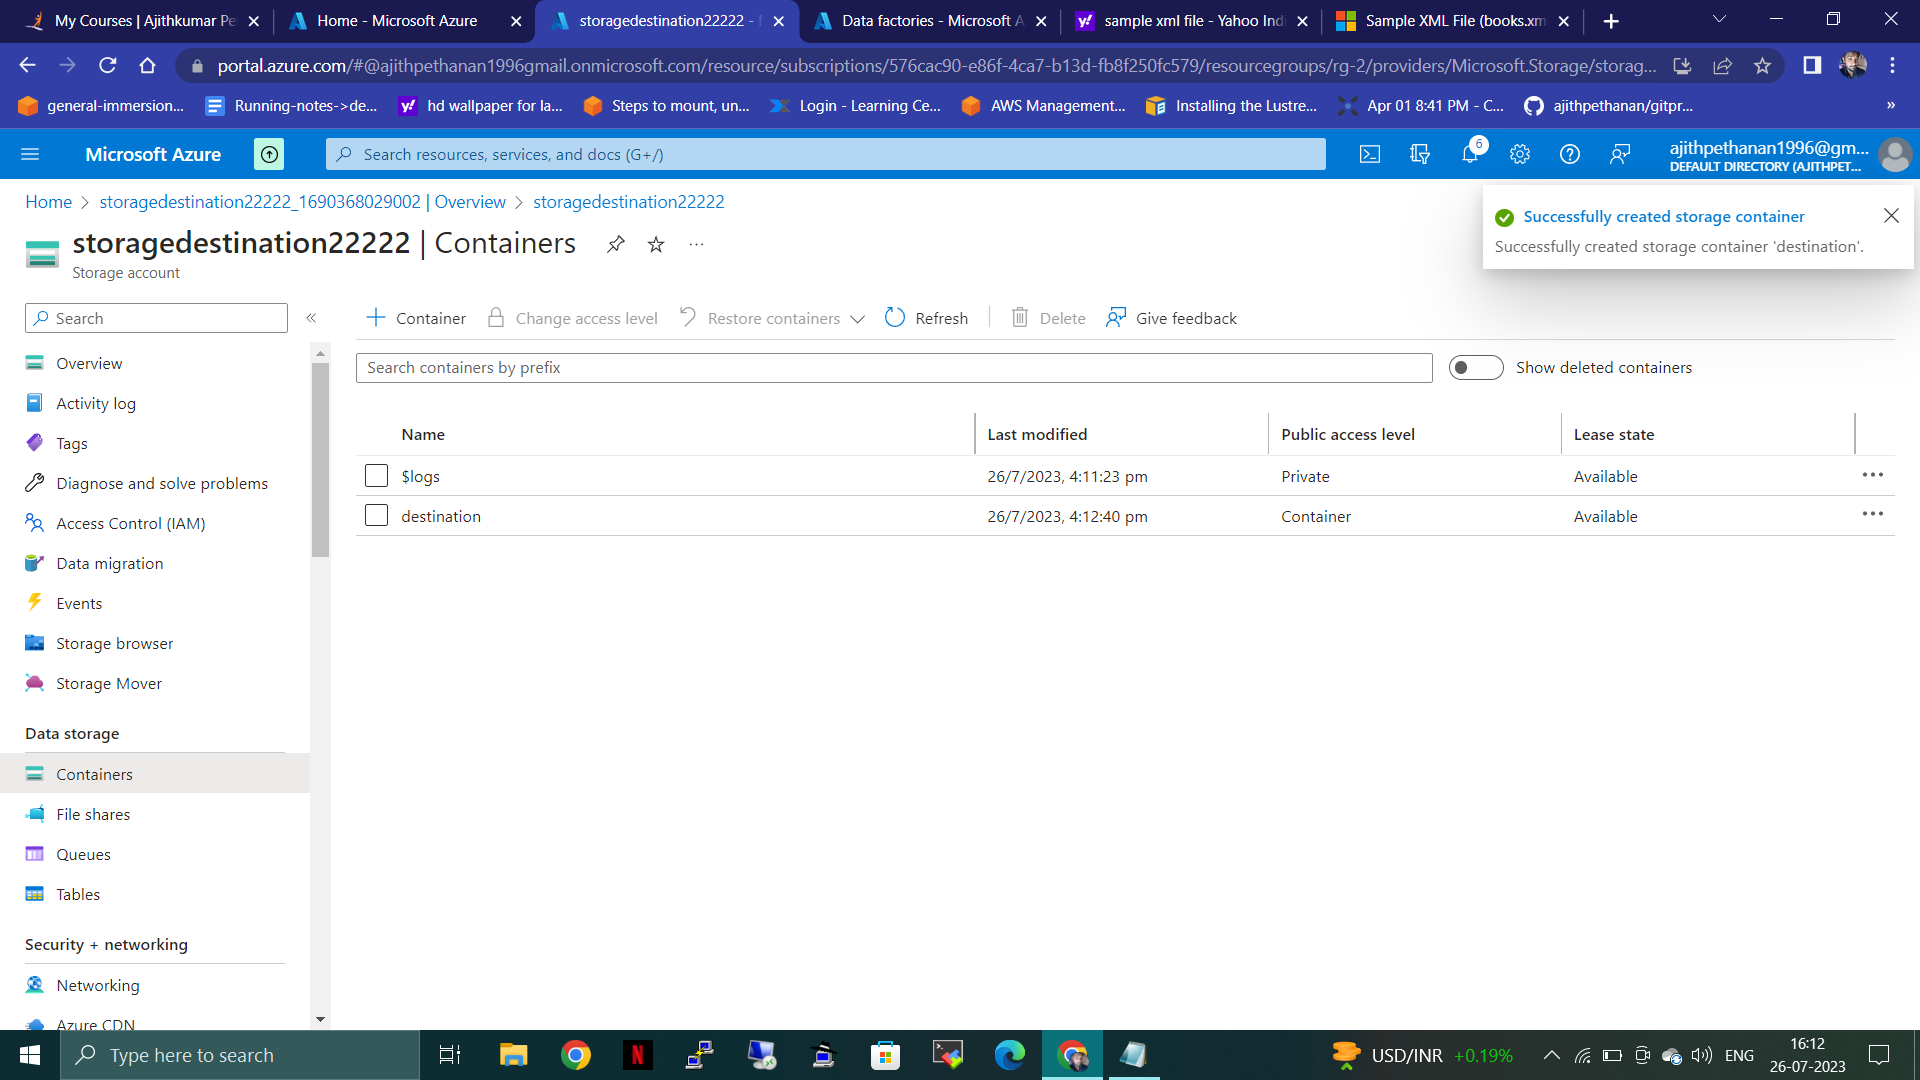 My Courses | Ajithkumar Pe
Home - Microsoft Azure
storagedestination22222 -
Data factories - Microsoft A
sample xml file - Yahoo Indi
Sample XML File (books.xm
portal.azure.com/#@ajithpethanan1996gmail.onmicrosoft.com/resource/subscriptions/576cac90-e86f-4ca7-b13d-fb8f250fc579/resourcegroups/rg-2/providers/Microsoft.Storage/storag...
general-immersion...
Running-notes->de...
hd wallpaper for la...
Steps to mount, un...
Login - Learning Ce...
AWS Management...
Installing the Lustre...
Apr 01 8:41 PM - C...
ajithpethanan/gitpr...
»
Microsoft Azure
Search resources, services, and docs (G+/)
6
ajithpethanan1996@gm...
DEFAULT DIRECTORY (AJITHPET...
Home > storagedestination22222_1690368029002 | Overview > storagedestination22222
Successfully created storage container
Successfully created storage container 'destination'.
storagedestination22222 | Containers
Storage account
Search
Container
Change access level
Restore containers
Refresh
Delete
Give feedback
Search containers by prefix
Show deleted containers
Overview
Activity log
Tags
Diagnose and solve problems
Access Control (IAM)
Data migration
Events
Storage browser
Storage Mover
Data storage
Containers
File shares
Queues
Tables
Security + networking
Networking
Azure CDN
Name Last modified Public access level Lease state
$logs 26/7/2023, 4:11:23 pm Private Available
destination 26/7/2023, 4:12:40 pm Container Available
Type here to search
USD/INR +0.19%
ENG
16:12
26-07-2023